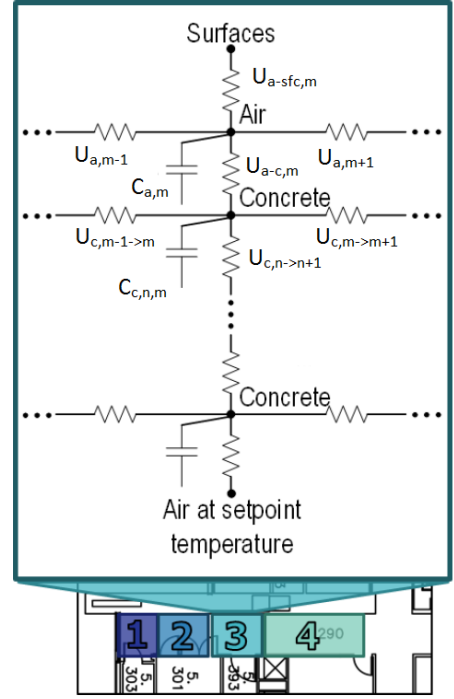 Surfaces
Ua-sfc,m
Air
Ua,m-1
Ua,m+1
Ca,m
Ua-c,m
Concrete
Uc,m-1->m
Uc,m->m+1
Cc,n,m
Uc,n->n+1
Concrete
Air at setpoint
temperature
1 2 3 4 290
5. 303
5. 301